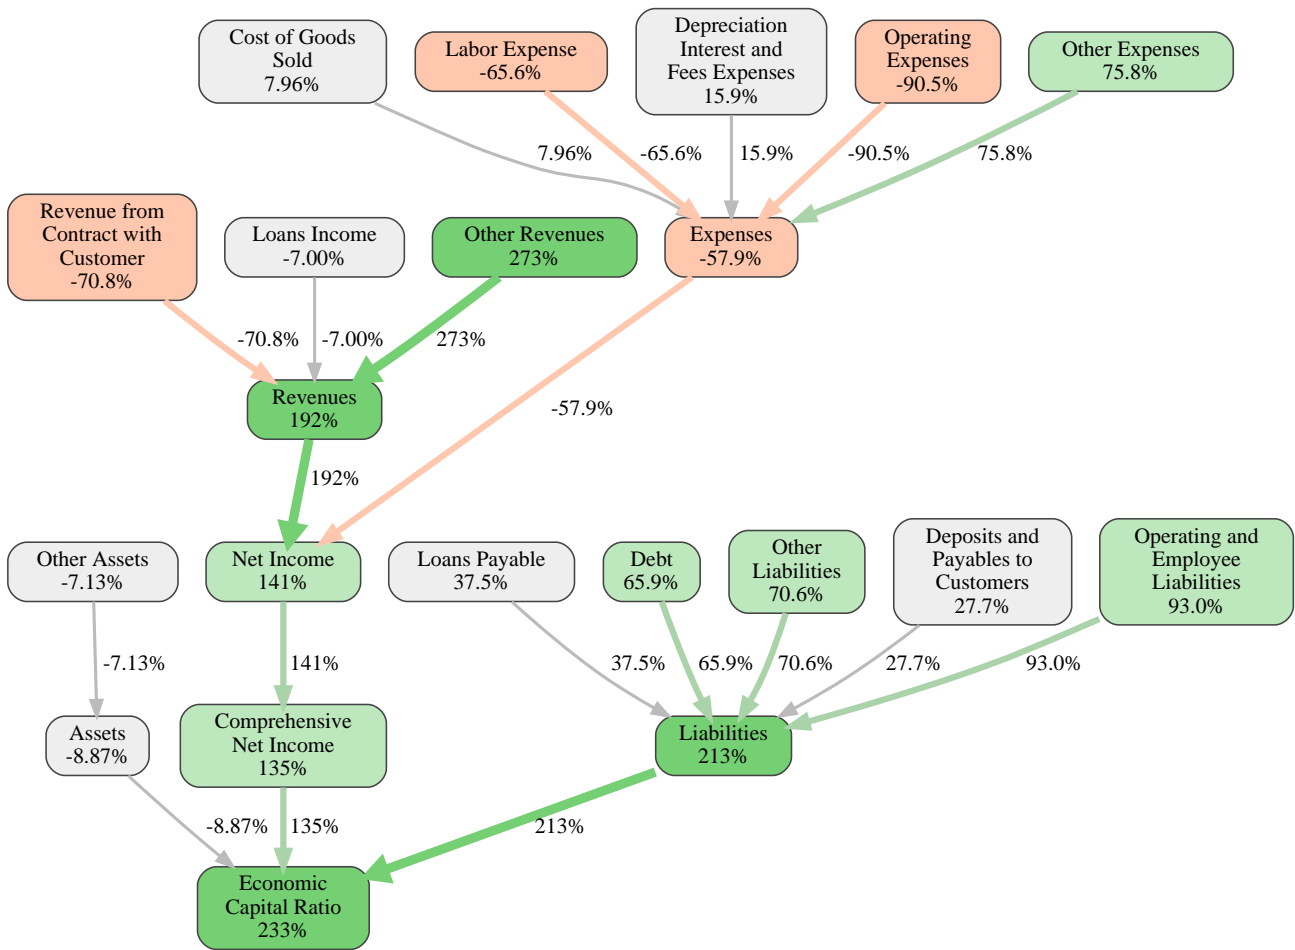 Cost of Goods
Sold
7.96%
Labor Expense
-65.6%
Depreciation
Interest and
Fees Expenses
15.9%
Operating
Expenses
-90.5%
Other Expenses
75.8%
7.96%
-65.6%
15.9%
-90.5%
75.8%
Revenue from
Contract with
Customer
-70.8%
Loans Income
-7.00%
Other Revenues
273%
Expenses
-57.9%
-70.8%
-7.00%
273%
Revenues
192%
-57.9%
192%
Other Assets
-7.13%
Net Income
141%
Loans Payable
37.5%
Debt
65.9%
Other
Liabilities
70.6%
Deposits and
Payables to
Customers
27.7%
Operating and
Employee
Liabilities
93.0%
-7.13%
141%
37.5%
65.9%
70.6%
27.7%
93.0%
Assets
-8.87%
Comprehensive
Net Income
135%
Liabilities
213%
-8.87%
135%
213%
Economic
Capital Ratio
233%